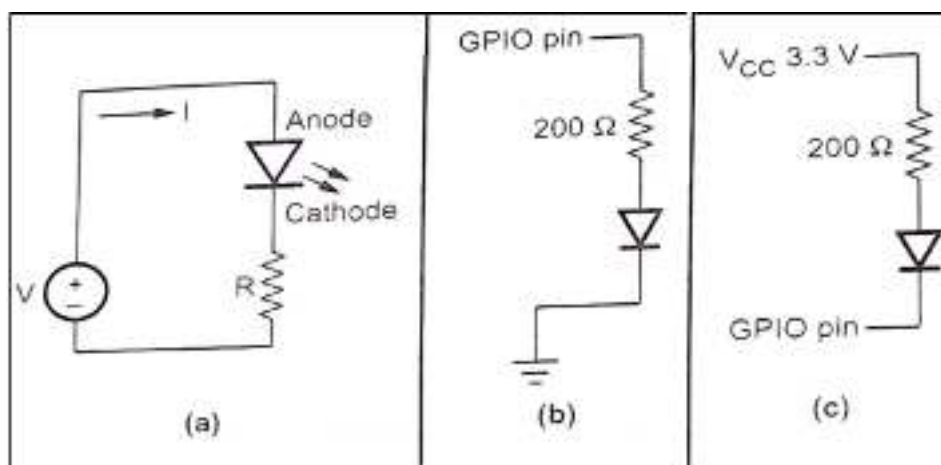 I
Anode
Cathode
V
+
−
R
(a)
GPIO pin
200 Ω
(b)
VCC 3.3 V
200 Ω
GPIO pin
(c)